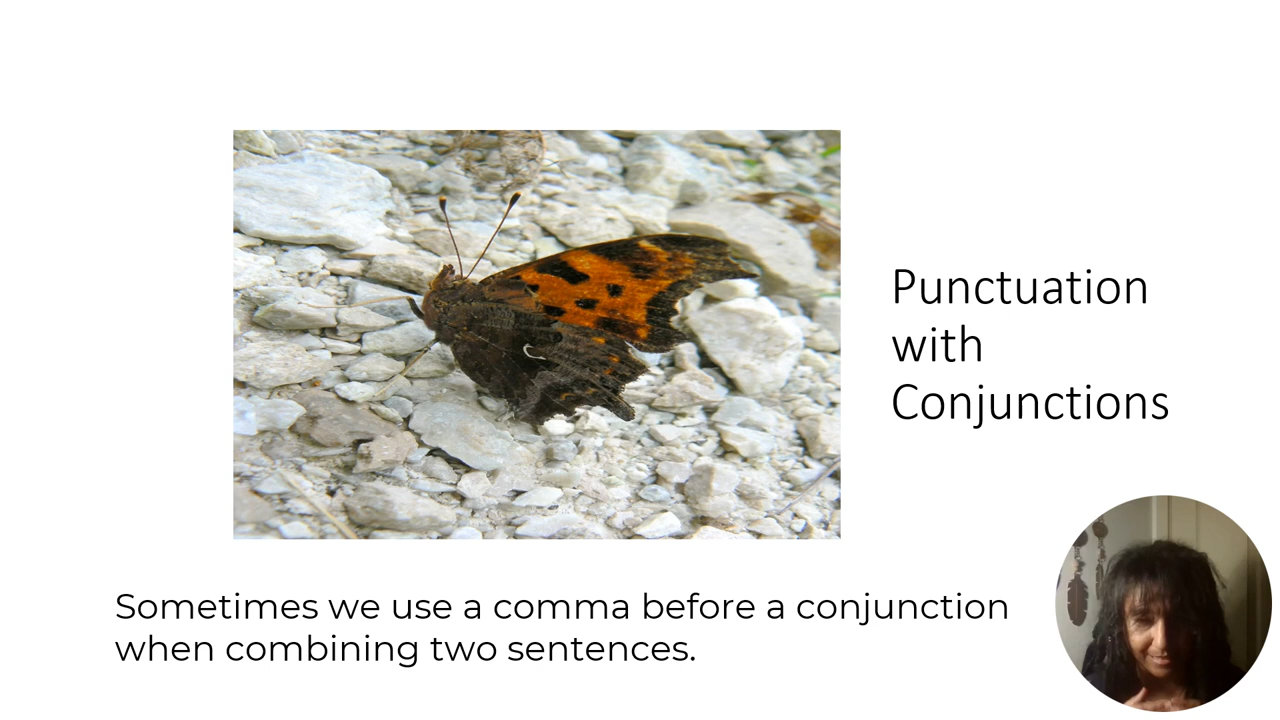 Punctuation
with
Conjunctions
Sometimes we use a comma before a conjunction
when combining two sentences.